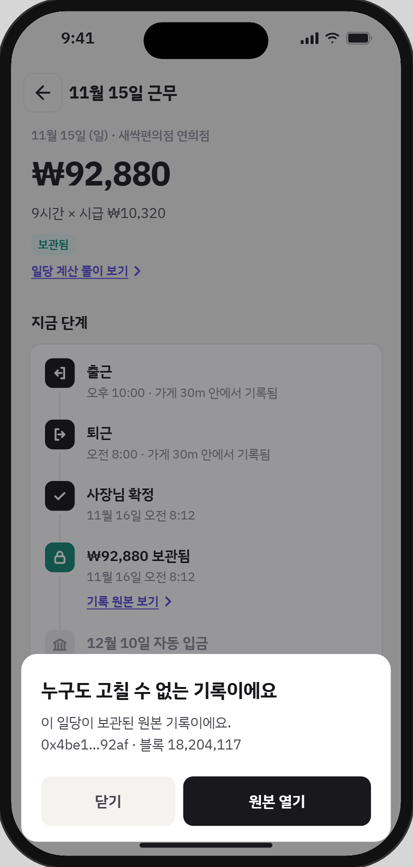 9:41
11월 15일 근무
11월 15일 (일) · 새싹편의점 연희점
₩92,880
9시간 × 시급 ₩10,320
보관됨
일당 계산 풀이 보기
지금 단계
출근
오후 10:00 · 가게 30m 안에서 기록됨
퇴근
오전 8:00 · 가게 30m 안에서 기록됨
사장님 확정
11월 16일 오전 8:12
₩92,880 보관됨
11월 16일 오전 8:12
기록 원본 보기
12월 10일 자동 입금
누구도 고칠 수 없는 기록이에요
이 일당이 보관된 원본 기록이에요.
0x4be1...92af · 블록 18,204,117
닫기 원본 열기